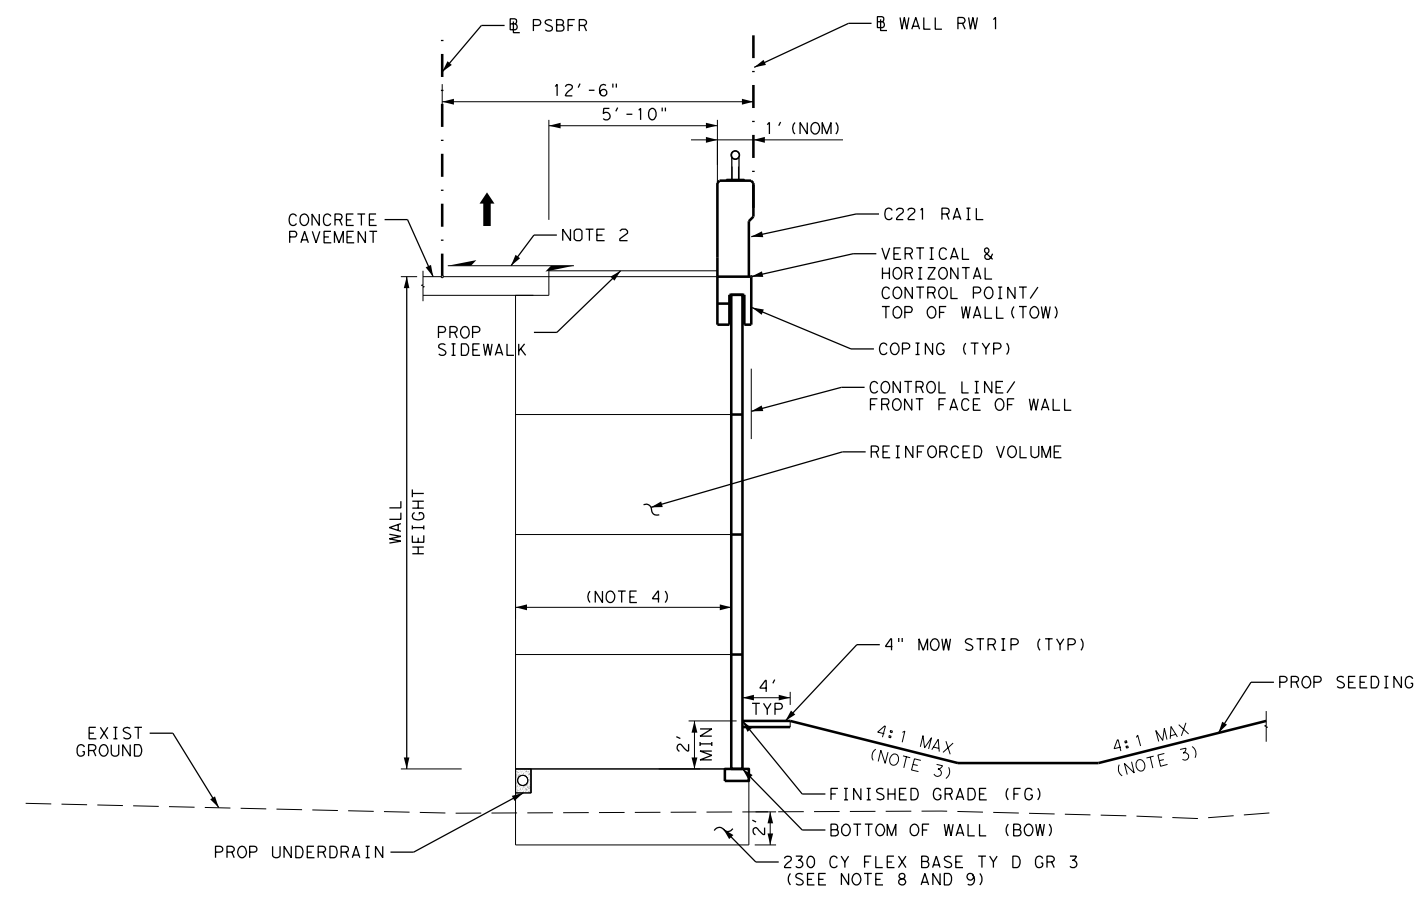 ℄ PSBFR
℄ WALL RW 1
12'-6"
5'-10"
1'(NOM)
CONCRETE
PAVEMENT
NOTE 2
C221 RAIL
VERTICAL &
HORIZONTAL
CONTROL POINT/
TOP OF WALL(TOW)
PROP
SIDEWALK
COPING (TYP)
CONTROL LINE/
FRONT FACE OF WALL
REINFORCED VOLUME
WALL
HEIGHT
(NOTE 4)
4" MOW STRIP (TYP)
4'
TYP
PROP SEEDING
EXIST
GROUND
2'
MIN
4:1 MAX
(NOTE 3)
4:1 MAX
(NOTE 3)
FINISHED GRADE (FG)
2'
BOTTOM OF WALL (BOW)
PROP UNDERDRAIN
230 CY FLEX BASE TY D GR 3
(SEE NOTE 8 AND 9)